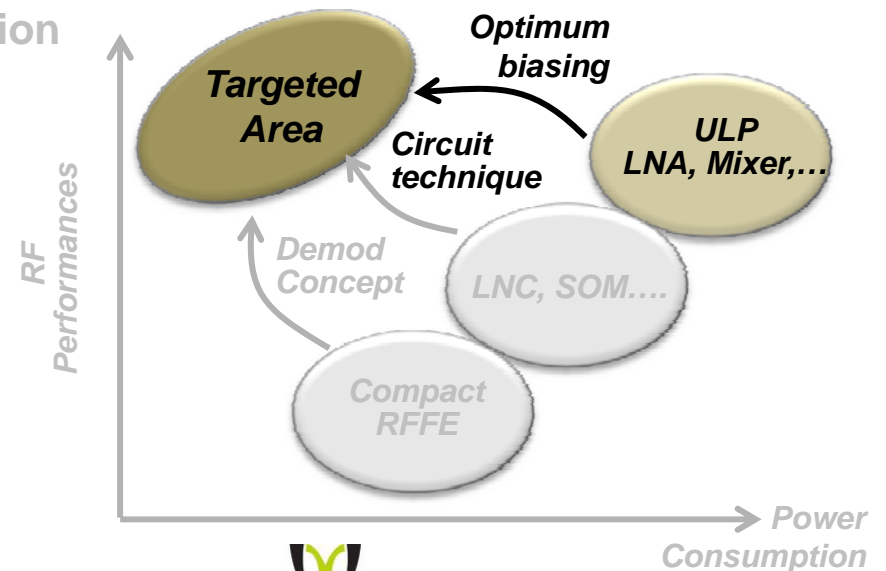 ion
Optimum
biasing
Targeted
Area
ULP
LNA, Mixer,…
Circuit
technique
RF
Performances
Demod
Concept
LNC, SOM….
Compact
RFFE
Power
Consumption